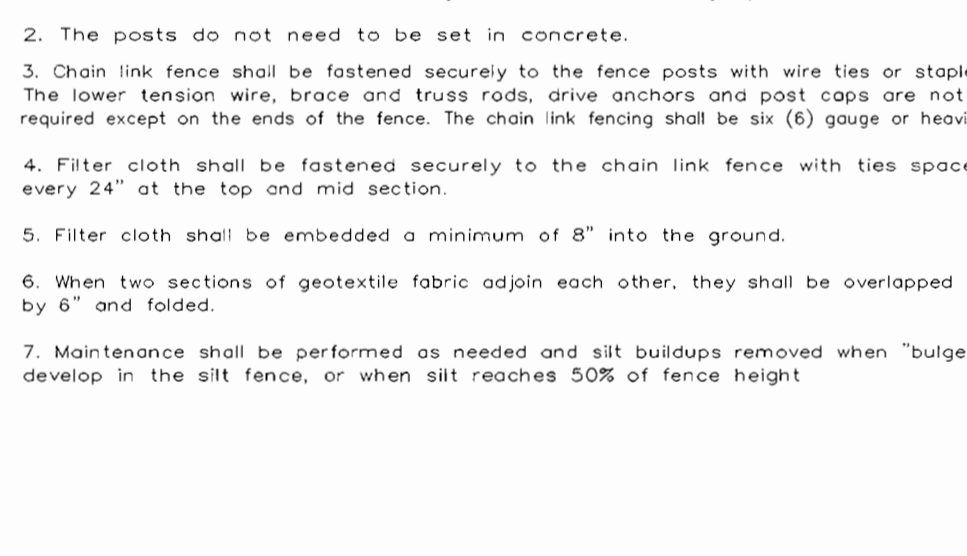 2. The posts do not need to be set in concrete.
3. Chain link fence shall be fastened securely to the fence posts with wire ties or
The lower tension wire, brace and truss rods, drive anchors and post caps are not
required except on the ends of the fence. The chain link fencing shall be six (6) gauge or
4. Filter cloth shall be fastened securely to the chain link fence with ties
every 24" at the top and mid section.
5. Filter cloth shall be embedded a minimum of 8" into the ground.
6. When two sections of geotextile fabric adjoin each other, they shall be overlapped
by 6" and folded.
7. Maintenance shall be performed as needed and silt buildups removed when "bulge
develop in the silt fence, or when silt reaches 50% of fence height